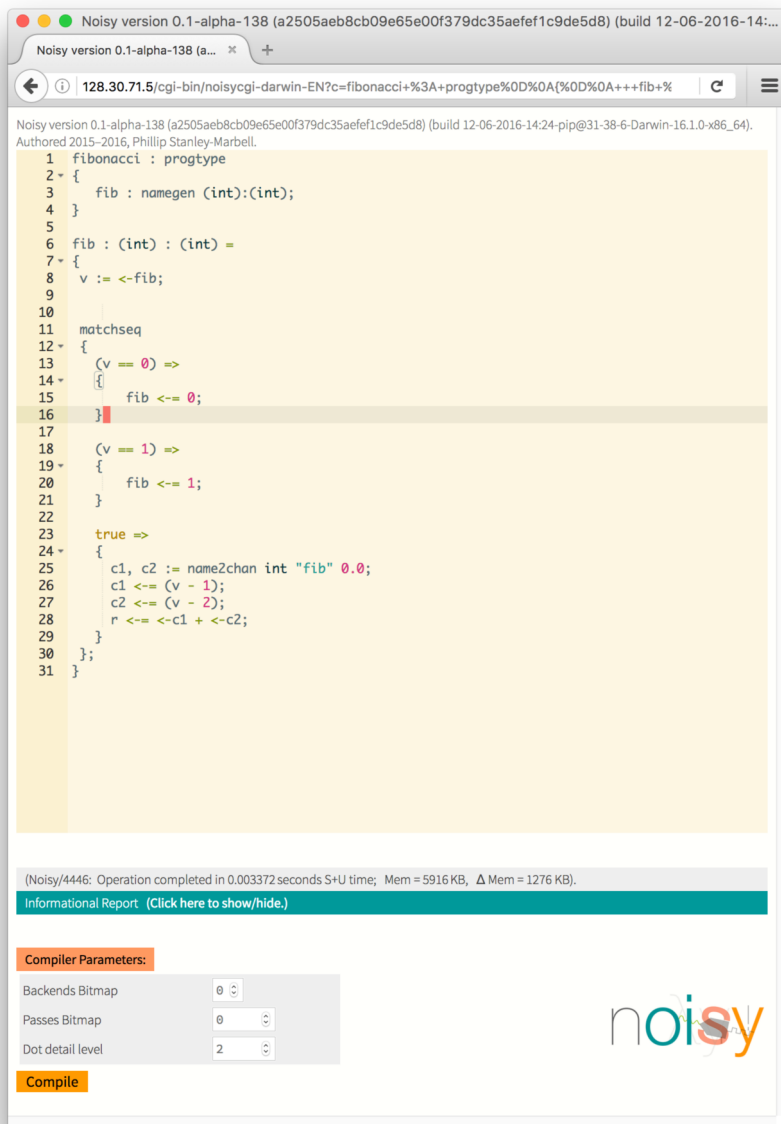 Noisy version 0.1-alpha-138 (a2505aeb8cb09e65e00f379dc35aefef1c9de5d8) (build 12-06-2016-14:...
Noisy version 0.1-alpha-138 (a... × +
128.30.71.5/cgi-bin/noisycgi-darwin-EN?c=fibonacci+%3A+progtype%0D%0A{%0D%0A+++fib+%
Noisy version 0.1-alpha-138 (a2505aeb8cb09e65e00f379dc35aefef1c9de5d8) (build 12-06-2016-14:24-pip@31-38-6-Darwin-16.1.0-x86_64).
Authored 2015–2016, Phillip Stanley-Marbell.
1 fibonacci : progtype
2 {
3 fib : namegen (int):(int);
4 }
5
6 fib : (int) : (int) =
7 {
8 v := <-fib;
9
10
11 matchseq
12 {
13 (v == 0) =>
14 {
15 fib <-= 0;
16 }
17
18 (v == 1) =>
19 {
20 fib <-= 1;
21 }
22
23 true =>
24 {
25 c1, c2 := name2chan int "fib" 0.0;
26 c1 <-= (v - 1);
27 c2 <-= (v - 2);
28 r <-= <-c1 + <-c2;
29 }
30 };
31 }
(Noisy/4446: Operation completed in 0.003372 seconds S+U time; Mem = 5916 KB, Δ Mem = 1276 KB).
Informational Report (Click here to show/hide.)
Compiler Parameters:
Backends Bitmap 0
Passes Bitmap 0
Dot detail level 2
noisy
Compile